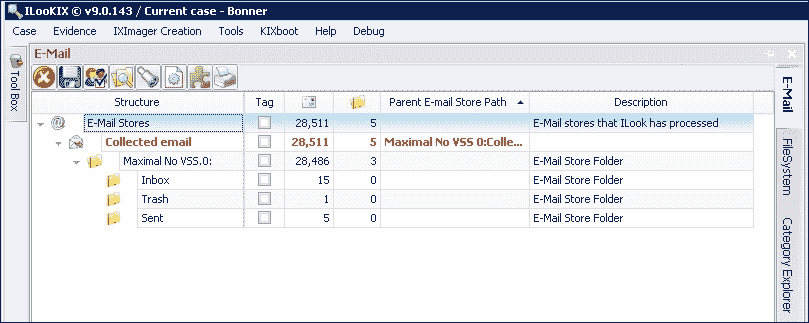 ILooKIX © v9.0.143 / Current case - Bonner
Case Evidence IXImager Creation Tools KIXboot Help Debug
E-Mail
Tool Box
Structure Tag Parent E-mail Store Path Description
E-Mail Stores 28,511 5 E-Mail stores that ILook has processed
Collected email 28,511 5 Maximal No VSS 0:Colle...
Maximal No VSS.0: 28,486 3 E-Mail Store Folder
Inbox 15 0 E-Mail Store Folder
Trash 1 0 E-Mail Store Folder
Sent 5 0 E-Mail Store Folder
E-Mail
FileSystem
Category Explorer